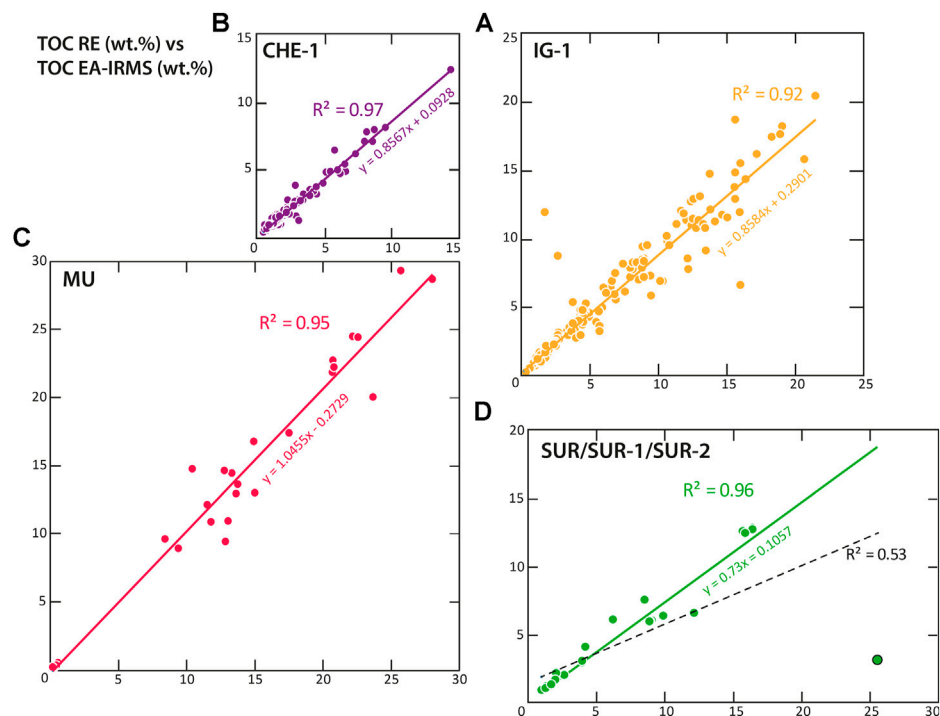 TOC RE (wt.%) vs
TOC EA-IRMS (wt.%)
B
CHE-1
15
10
5
0
0
5
10
15
R² = 0.97
y = 0.8567x + 0.0928
A
IG-1
25
20
15
10
5
0
5
10
15
20
25
R² = 0.92
y = 0.8584x + 0.2901
C
MU
30
25
20
15
10
5
0
0
5
10
15
20
25
30
R² = 0.95
y = 1.0455x - 0.2729
D
SUR/SUR-1/SUR-2
20
15
10
5
0
0
5
10
15
20
25
30
R² = 0.96
y = 0.73x = 0.1057
R² = 0.53